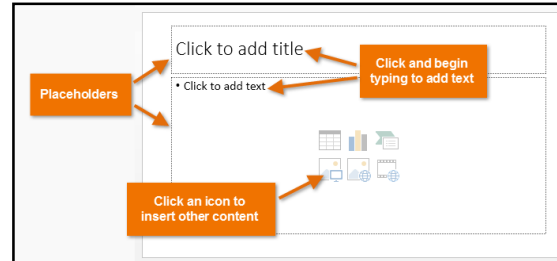 Click to add title
Click and begin
typing to add text
Placeholders
• Click to add text
Click an icon to
insert other content